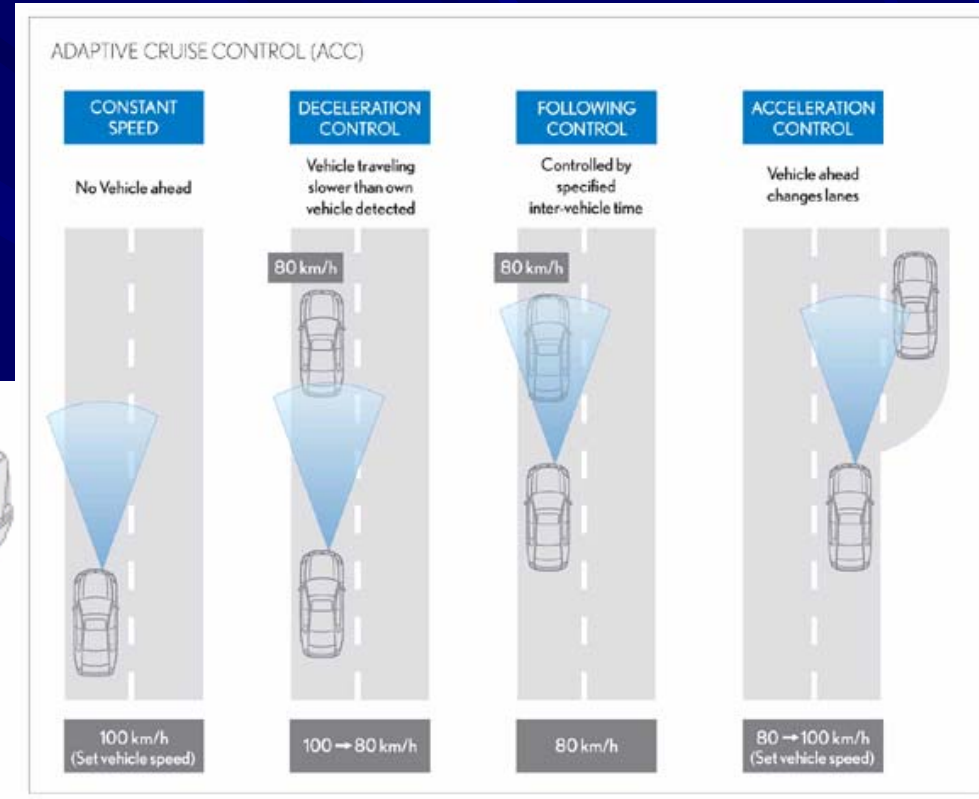 ADAPTIVE CRUISE CONTROL (ACC)
CONSTANT
SPEED
No Vehicle ahead
100 km/h
(Set vehicle speed)
DECELERATION
CONTROL
Vehicle traveling
slower than own
vehicle detected
80 km/h
100→80 km/h
FOLLOWING
CONTROL
Controlled by
specified
inter-vehicle time
80 km/h
80 km/h
ACCELERATION
CONTROL
Vehicle ahead
changes lanes
80→100 km/h
(Set vehicle speed)